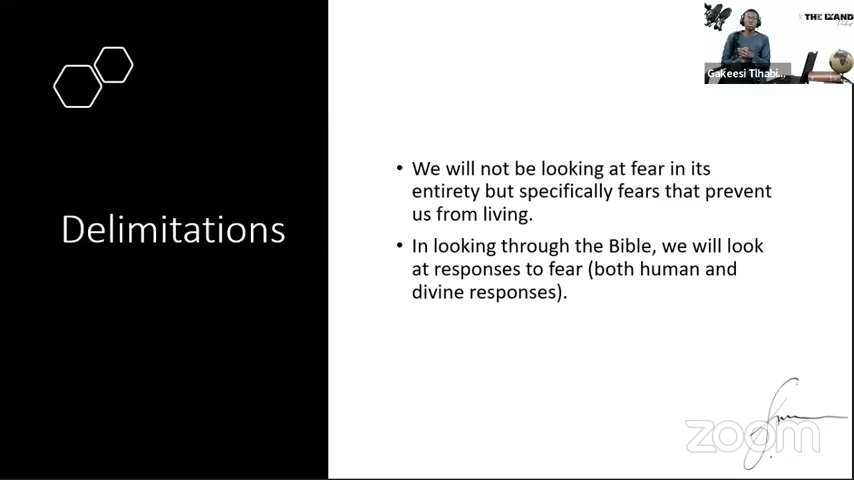 THE LAND
Gakeesi Tlhabi...
Delimitations
• We will not be looking at fear in its
entirety but specifically fears that prevent
us from living.
• In looking through the Bible, we will look
at responses to fear (both human and
divine responses).
zoom